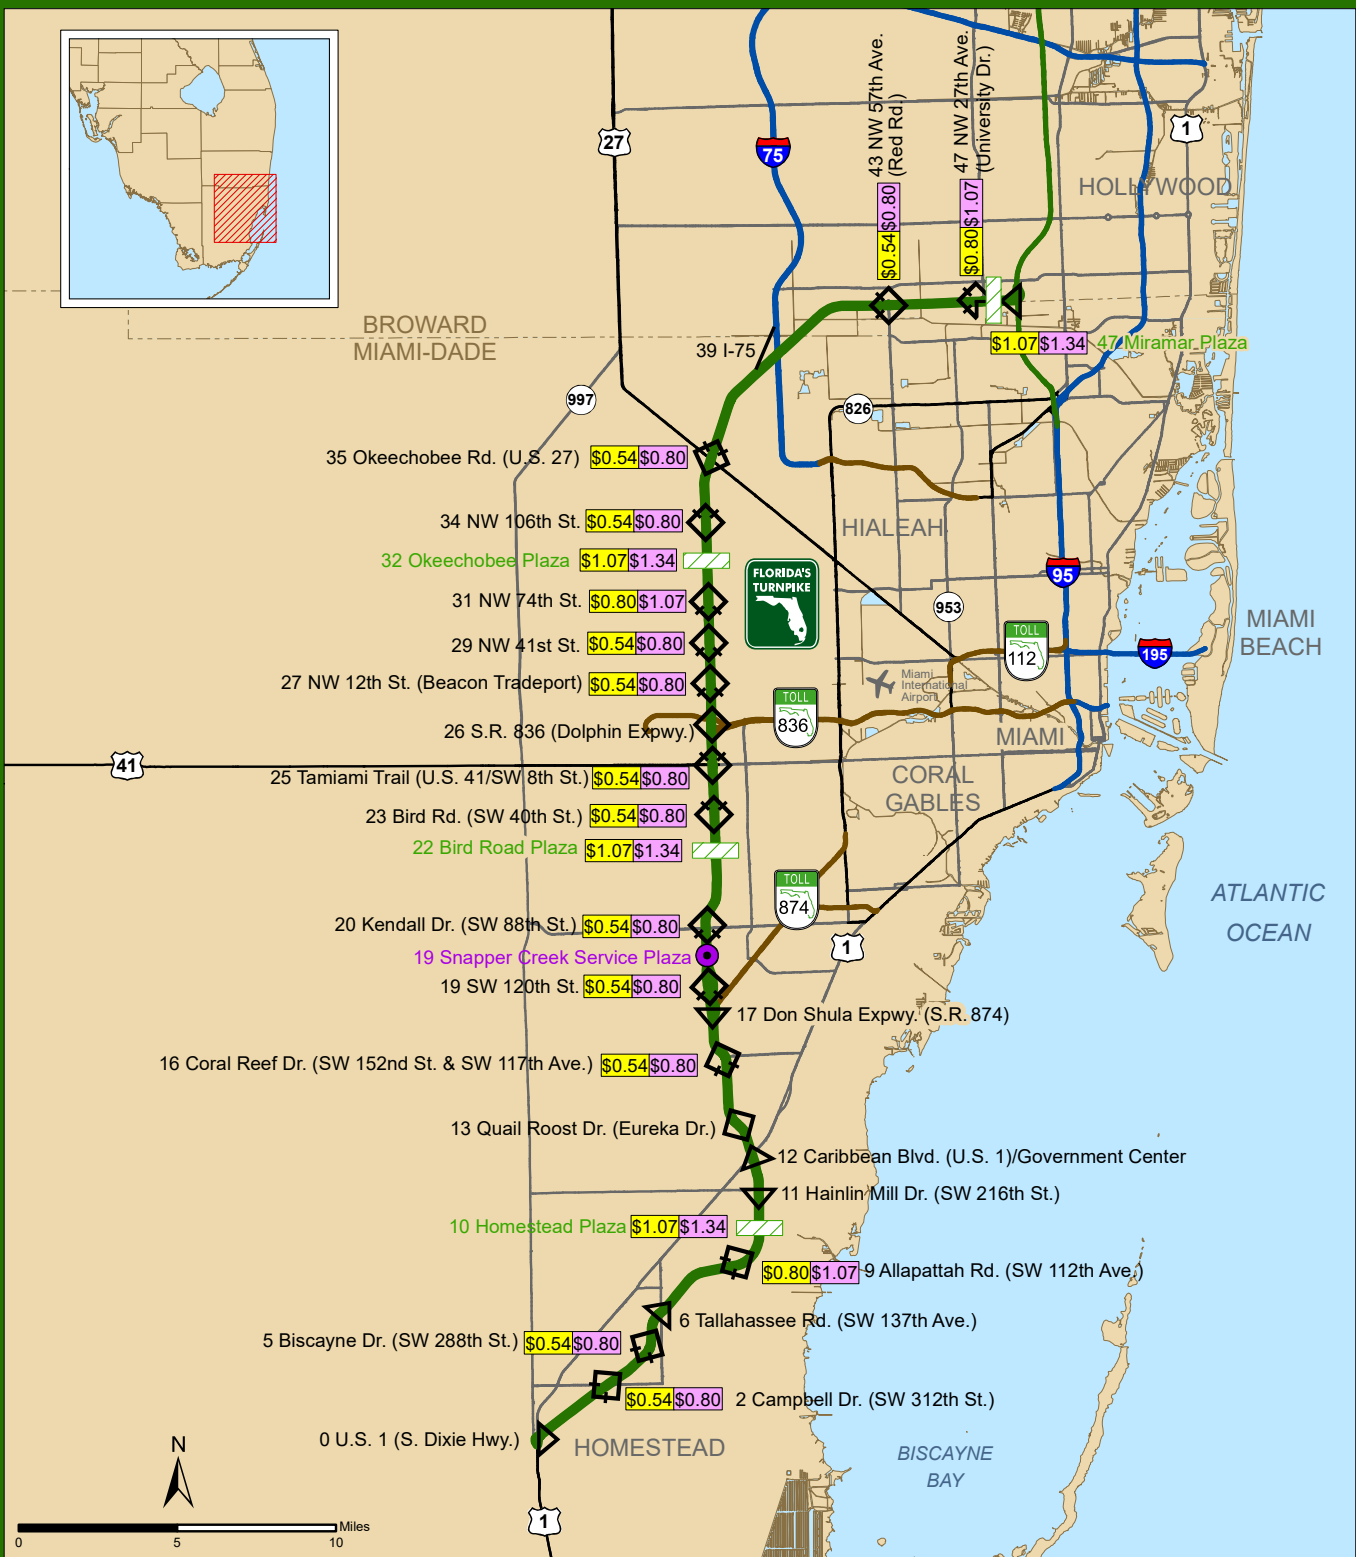 43 NW 57th Ave.
(Red Rd.)
$0.54 $0.80
47 NW 27th Ave.
(University Dr.)
$0.80 $1.07
27
75
1
HOLLYWOOD
BROWARD
MIAMI-DADE
39 I-75
$1.07 $1.34 47 Miramar Plaza
997
826
35 Okeechobee Rd. (U.S. 27) $0.54 $0.80
34 NW 106th St. $0.54 $0.80
HIALEAH
32 Okeechobee Plaza $1.07 $1.34
FLORIDA'S
TURNPIKE
95
31 NW 74th St. $0.80 $1.07
953
MIAMI
BEACH
29 NW 41st St. $0.54 $0.80
TOLL
112
195
27 NW 12th St. (Beacon Tradeport) $0.54 $0.80
Miami
International
Airport
TOLL
836
26 S.R. 836 (Dolphin Expwy.)
MIAMI
41
25 Tamiami Trail (U.S. 41/SW 8th St.) $0.54 $0.80
CORAL
GABLES
23 Bird Rd. (SW 40th St.) $0.54 $0.80
22 Bird Road Plaza $1.07 $1.34
TOLL
874
ATLANTIC
OCEAN
20 Kendall Dr. (SW 88th St.) $0.54 $0.80
1
19 Snapper Creek Service Plaza
19 SW 120th St. $0.54 $0.80
17 Don Shula Expwy. (S.R. 874)
16 Coral Reef Dr. (SW 152nd St. & SW 117th Ave.) $0.54 $0.80
13 Quail Roost Dr. (Eureka Dr.)
12 Caribbean Blvd. (U.S. 1)/Government Center
11 Hainlin Mill Dr. (SW 216th St.)
10 Homestead Plaza $1.07 $1.34
$0.80 $1.07 9 Allapattah Rd. (SW 112th Ave.)
6 Tallahassee Rd. (SW 137th Ave.)
5 Biscayne Dr. (SW 288th St.) $0.54 $0.80
$0.54 $0.80 2 Campbell Dr. (SW 312th St.)
0 U.S. 1 (S. Dixie Hwy.)
HOMESTEAD
BISCAYNE
BAY
N
1
Miles
0 5 10